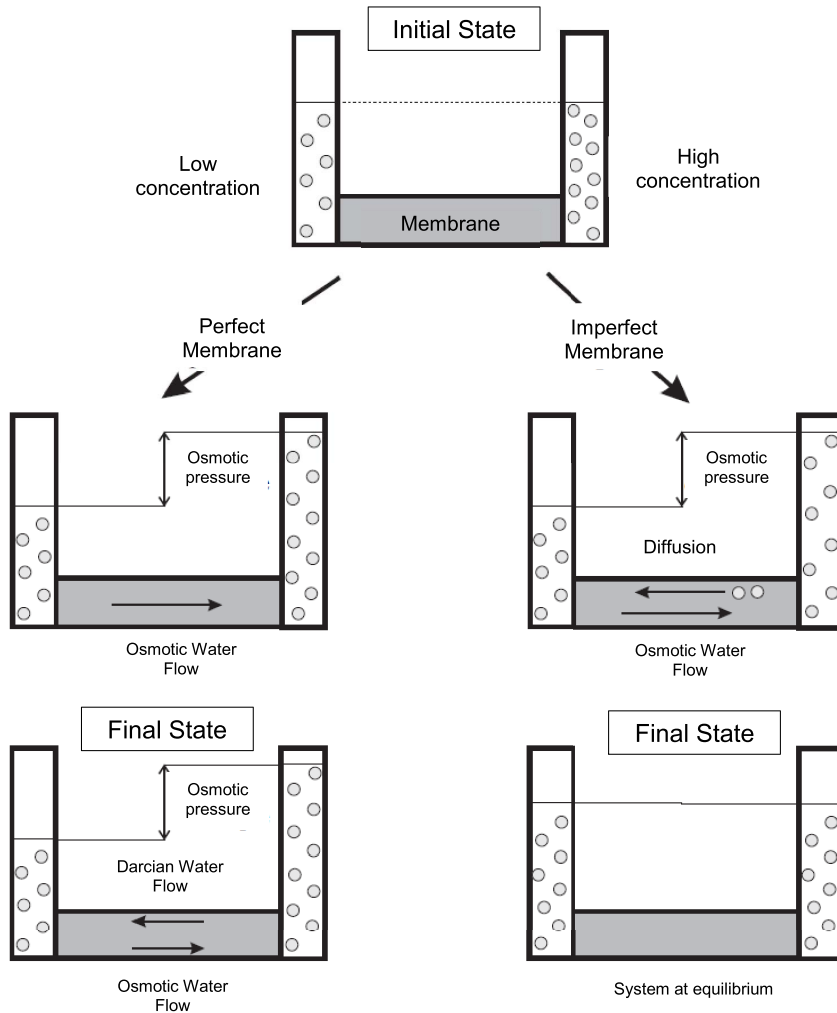 Initial State
Low
concentration
High
concentration
Membrane
Perfect
Membrane
Imperfect
Membrane
Osmotic
pressure
Osmotic Water
Flow
Osmotic
pressure
Diffusion
Osmotic Water
Flow
Final State
Osmotic
pressure
Darcian Water
Flow
Osmotic Water
Flow
Final State
System at equilibrium